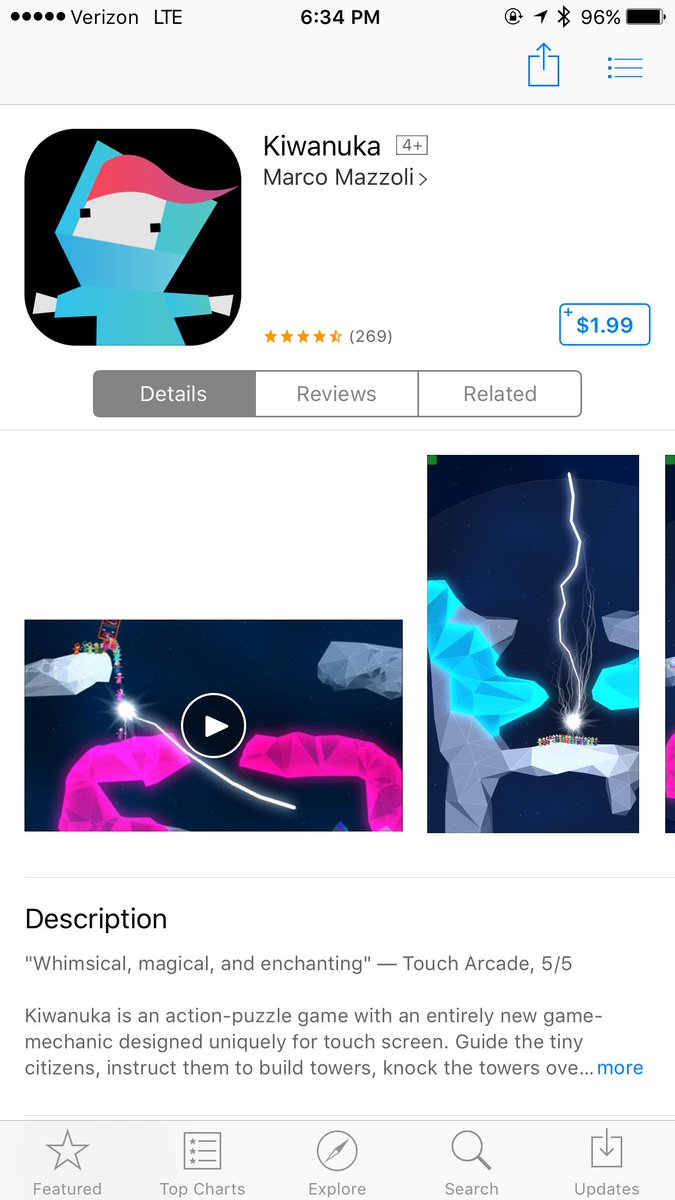 Verizon LTE 6:34 PM 96%
Kiwanuka 4+
Marco Mazzoli
(269)
+ $1.99
Details Reviews Related
Description
"Whimsical, magical, and enchanting" — Touch Arcade, 5/5
Kiwanuka is an action-puzzle game with an entirely new game-
mechanic designed uniquely for touch screen. Guide the tiny
citizens, instruct them to build towers, knock the towers ove... more
Featured Top Charts Explore Search Updates